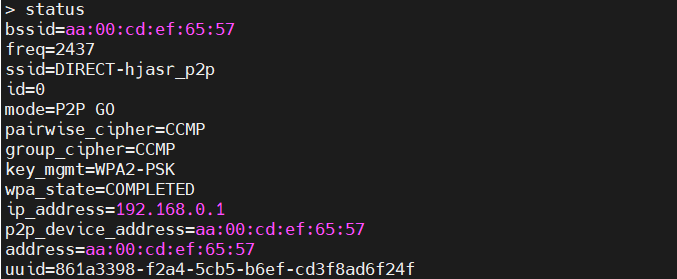 > status
bssid=aa:00:cd:ef:65:57
freq=2437
ssid=DIRECT-hjasr_p2p
id=0
mode=P2P GO
pairwise_cipher=CCMP
group_cipher=CCMP
key_mgmt=WPA2-PSK
wpa_state=COMPLETED
ip_address=192.168.0.1
p2p_device_address=aa:00:cd:ef:65:57
address=aa:00:cd:ef:65:57
uuid=861a3398-f2a4-5cb5-b6ef-cd3f8ad6f24f